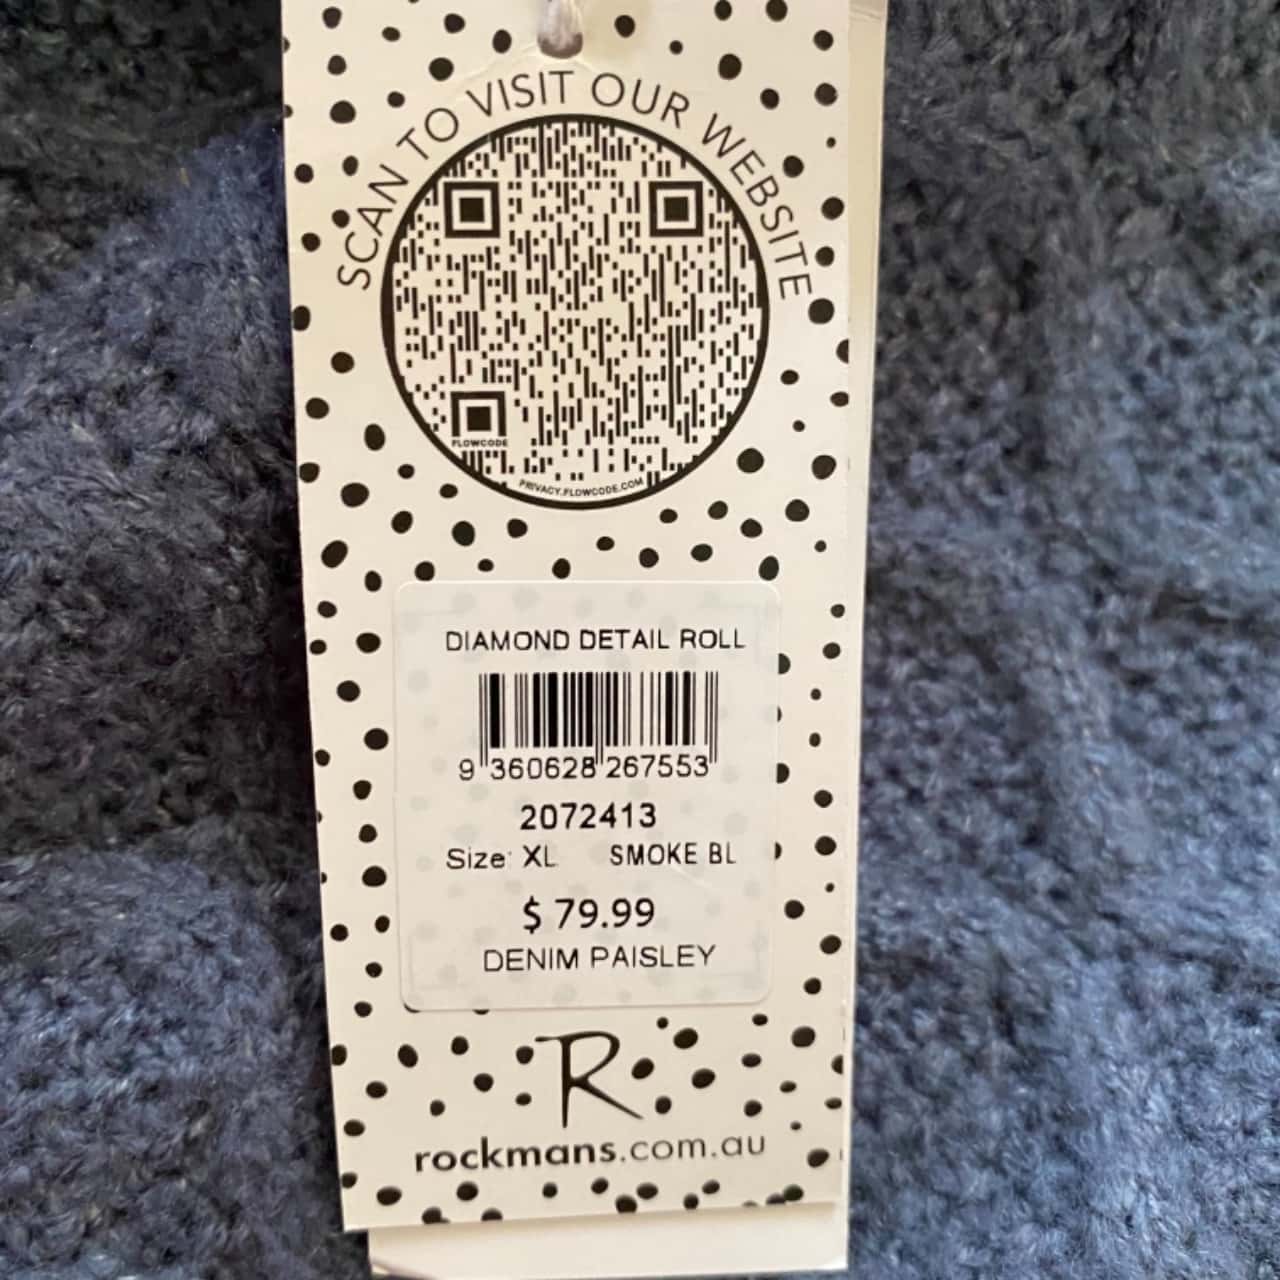 SCAN TO VISIT OUR WEBSITE
FLOWCODE
PRIVACY.FLOWCODE.COM
DIAMOND DETAIL ROLL
9 360628 267553
2072413
Size: XL SMOKE BL
$ 79.99
DENIM PAISLEY
R
rockmans.com.au